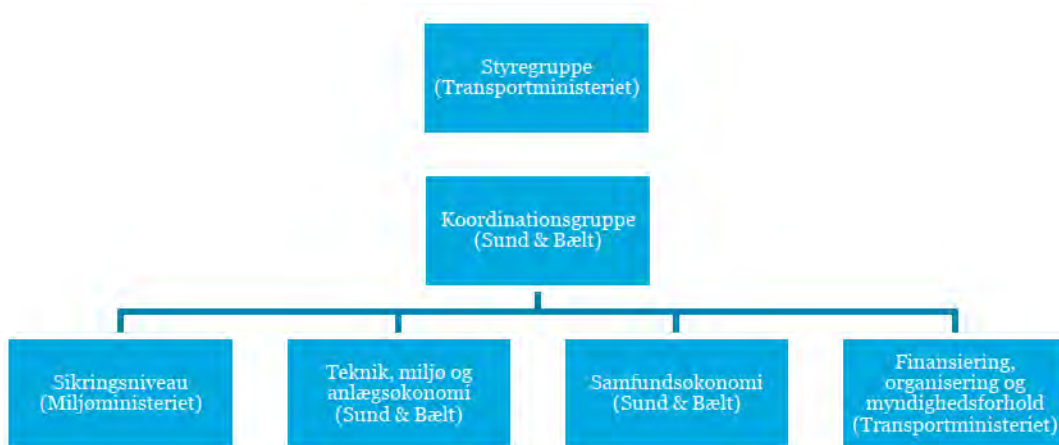 Styregruppe
(Transportministeriet)
Koordinationsgruppe
(Sund & Bælt)
Sikringsniveau
(Miljøministeriet)
Teknik, miljø og
anlægsøkonomi
(Sund & Bælt)
Samfundsøkonomi
(Sund & Bælt)
Finansiering,
organisering og
myndighedsforhold
(Transportministeriet)